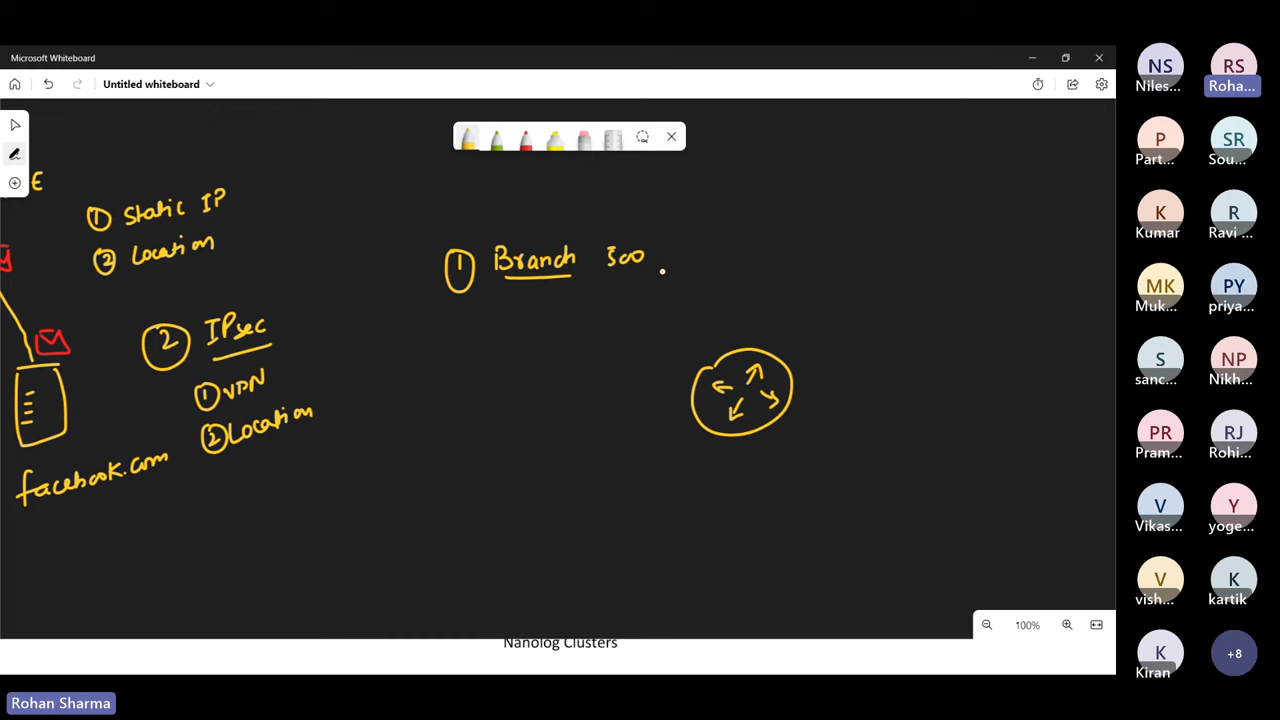 Microsoft Whiteboard
Untitled whiteboard
E
① Static IP
② Location
② IPsec
① VPN
② Location
facebook.com
① Branch 500
100%
Nanolog Clusters
Rohan Sharma
NS
Niles...
RS
Roha...
P
Part...
SR
Sou...
K
Kumar
R
Ravi ...
MK
Muk...
PY
priya...
S
sanc...
NP
Nikh...
PR
Pram...
RJ
Rohi...
V
Vikas...
Y
yoge...
V
vish...
K
kartik
K
Kiran
+8